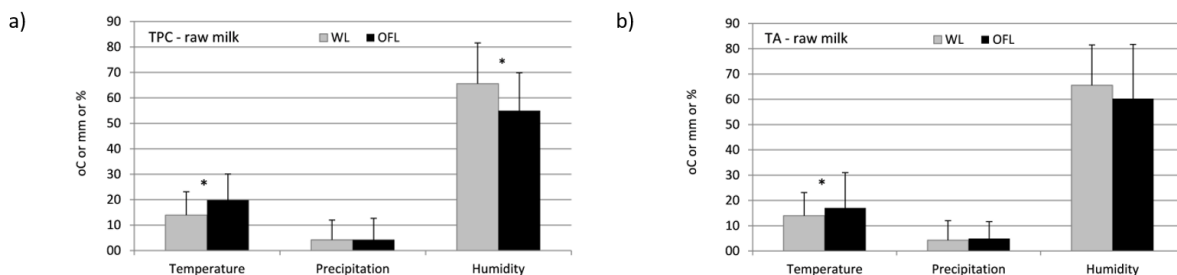 a)
TPC - raw milk
WL OFL
oC or mm or %
90
80
70
60
50
40
30
20
10
00
*
*
Temperature Precipitation Humidity
b)
TA - raw milk
WL OFL
oC or mm or %
90
80
70
60
50
40
30
20
10
00
*
Temperature Precipitation Humidity